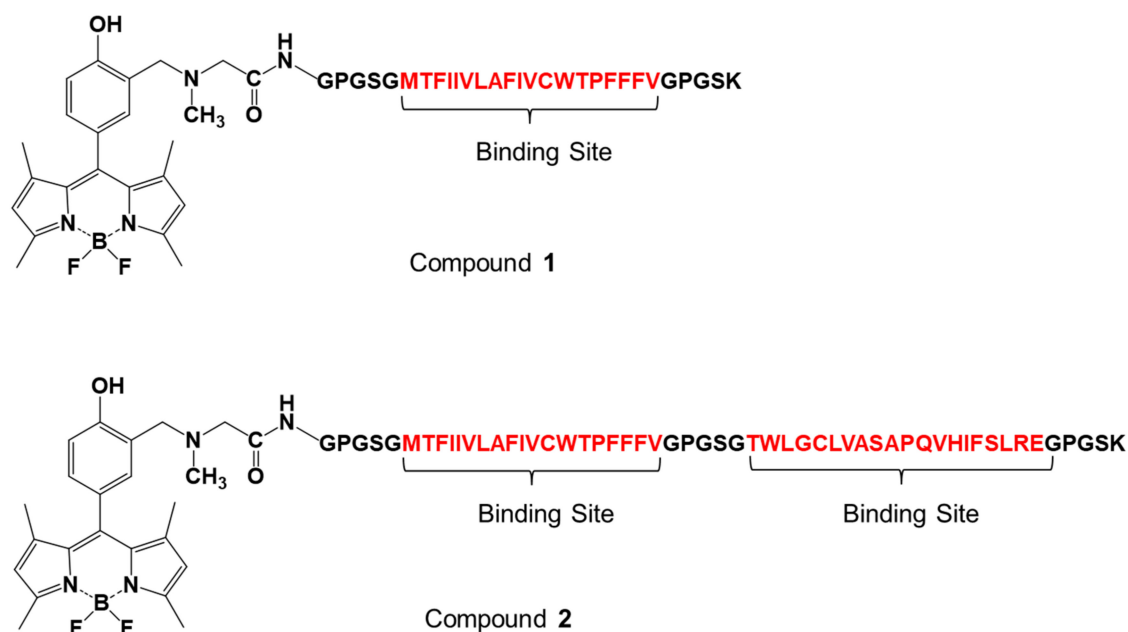 OH
H
N
N
C
O
CH3
GPGSGMTFIIVLAFIVCWTPFFFVGPGSK
Binding Site
N
N
B
F
F
Compound 1
OH
H
N
N
C
O
CH3
GPGSGMTFIIVLAFIVCWTPFFFVGPGSGTWLGCLVASAPQVHIFSLREGPGSK
Binding Site
Binding Site
N
N
B
F
F
Compound 2